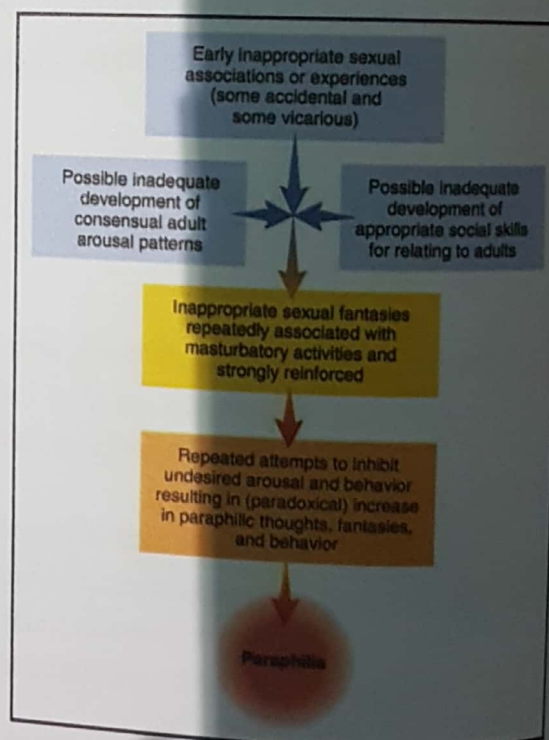 Early inappropriate sexual
associations or experiences
(some accidental and
some vicarious)
Possible inadequate
development of
consensual adult
arousal patterns
Possible inadequate
development of
appropriate social skills
for relating to adults
Inappropriate sexual fantasies
repeatedly associated with
masturbatory activities and
strongly reinforced
Repeated attempts to inhibit
undesired arousal and behavior
resulting in (paradoxical) increase
in paraphilic thoughts, fantasies,
and behavior
Paraphilia